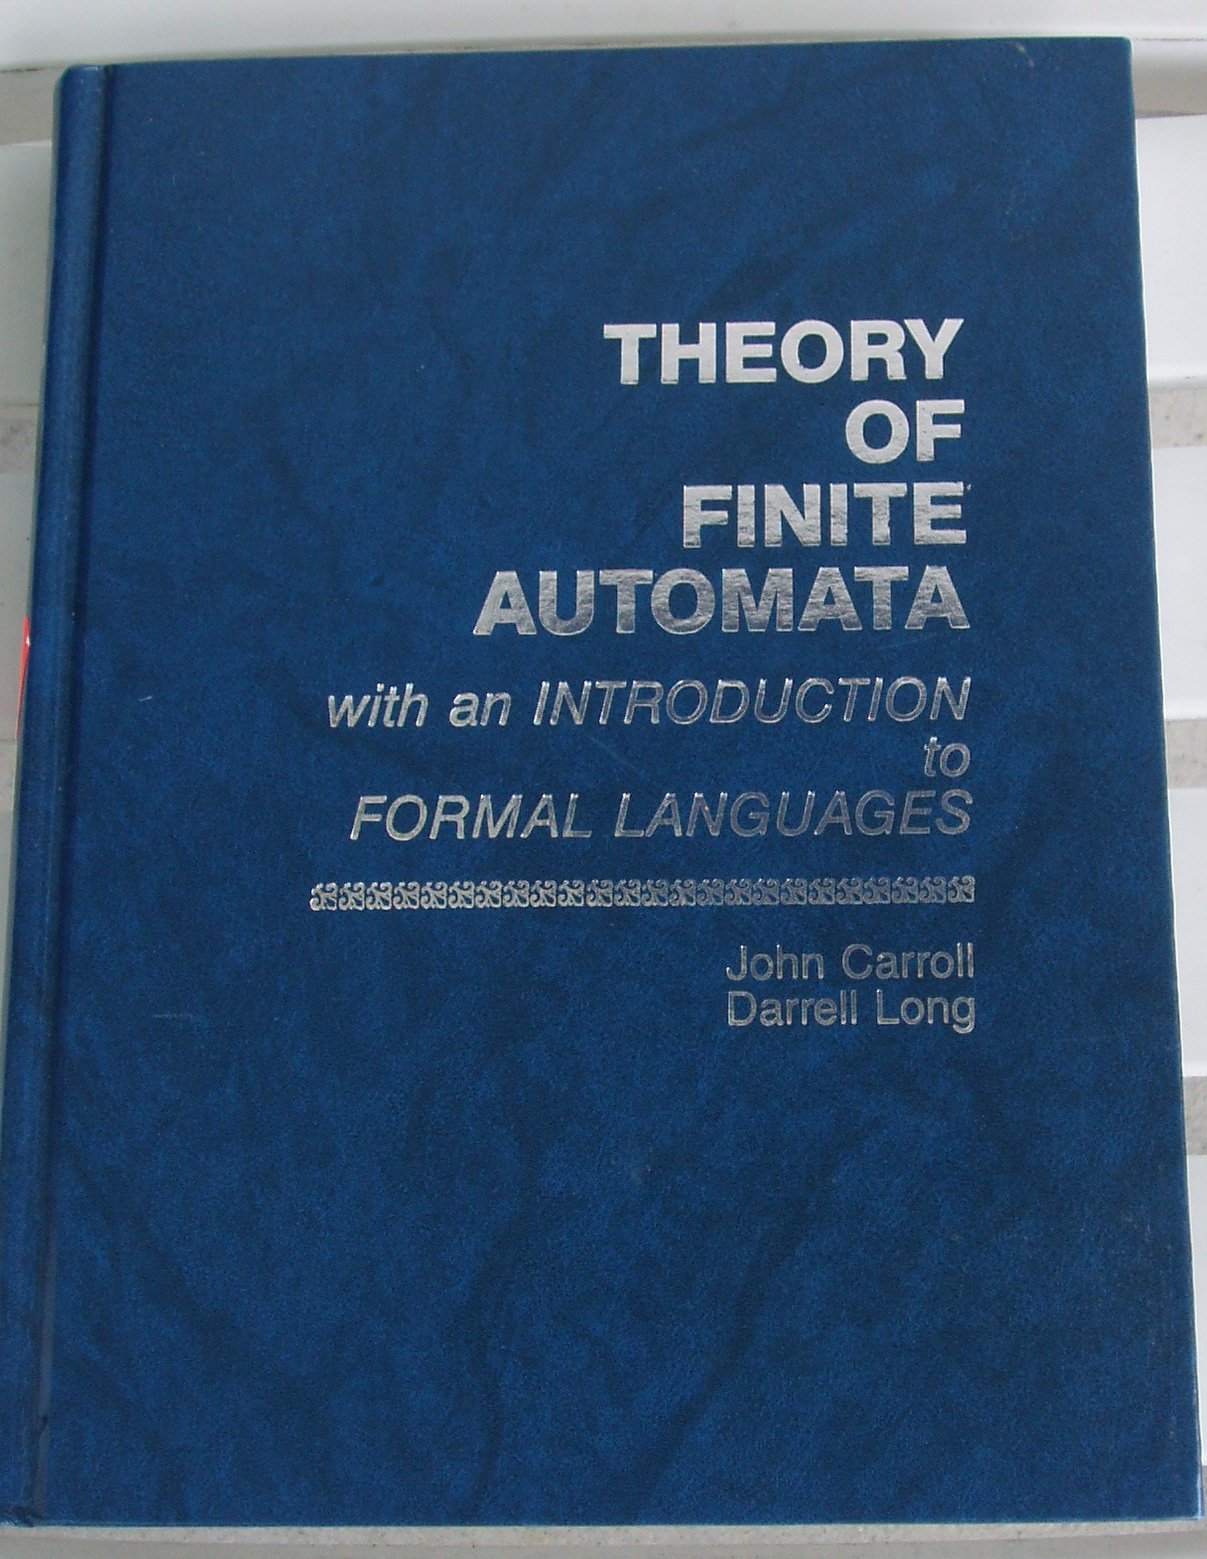 THEORY
OF
FINITE
AUTOMATA
with an INTRODUCTION
to
FORMAL LANGUAGES
John Carroll
Darrell Long